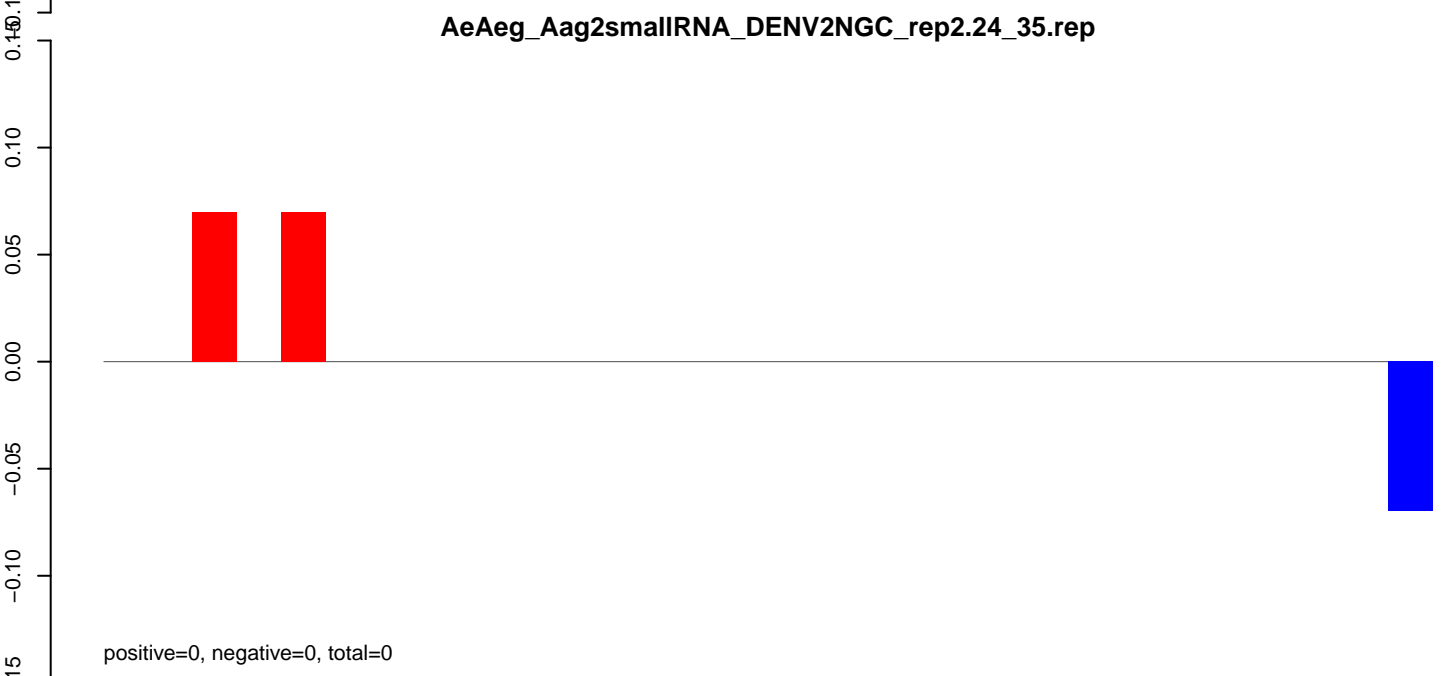 AeAeg_Aag2smallRNA_DENV2NGC_rep2.24_35.rep
0.10
0.05
0.00
−0.05
−0.10
positive=0, negative=0, total=0